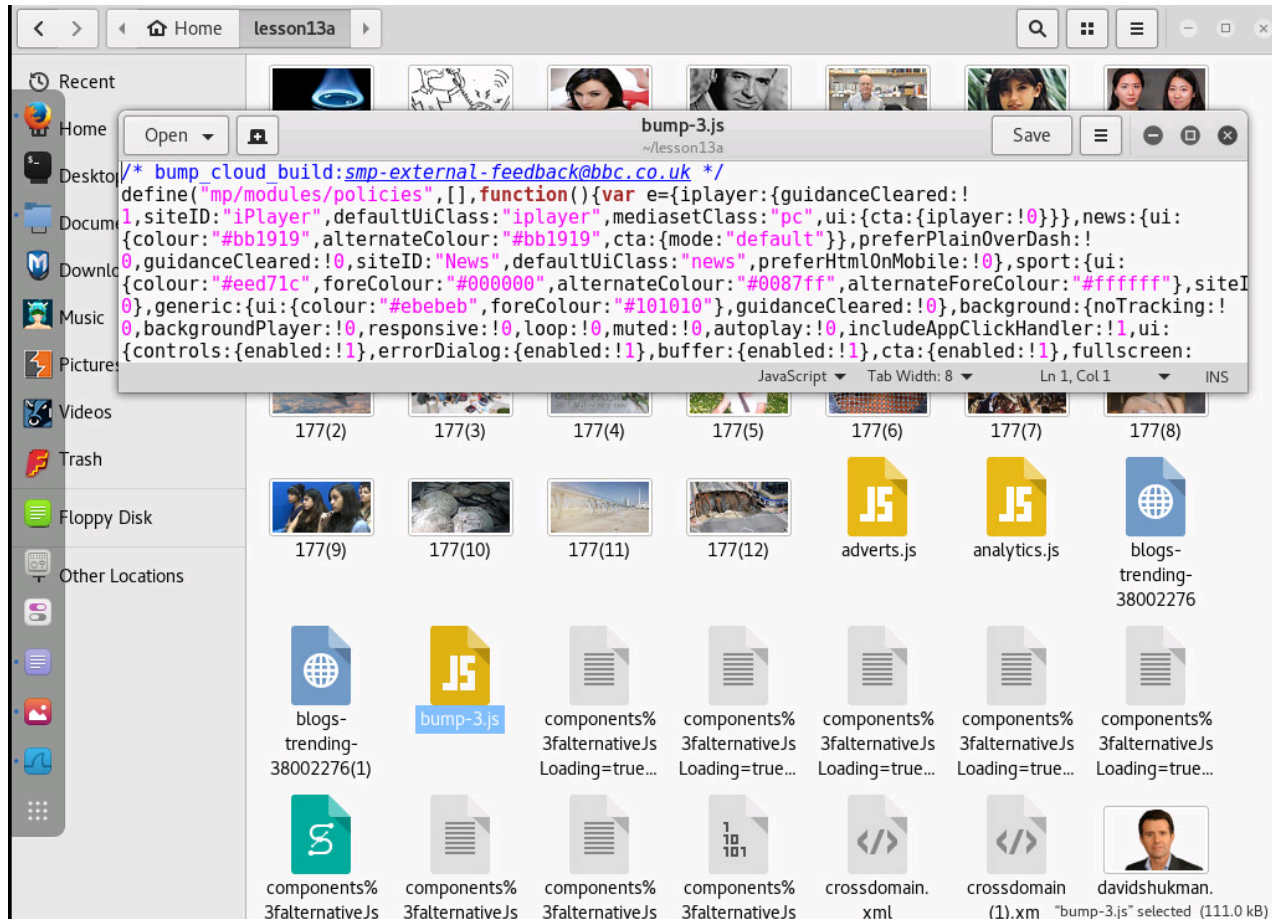 Home lesson13a
Recent
Home
Desktop
Docume
Downlo
Music
Pictures
Videos
Trash
Floppy Disk
Other Locations
Open
bump-3.js
~/lesson13a
Save
/* bump_cloud_build:smp-external-feedback@bbc.co.uk */
define("mp/modules/policies",[],function(){var e={iplayer:{guidanceCleared:!
1,siteID:"iPlayer",defaultUiClass:"iplayer",mediasetClass:"pc",ui:{cta:{iplayer:!0}}},news:{ui:
{colour:"#bb1919",alternateColour:"#bb1919",cta:{mode:"default"}},preferPlainOverDash:!
0,guidanceCleared:!0,siteID:"News",defaultUiClass:"news",preferHtmlOnMobile:!0},sport:{ui:
{colour:"#eed71c",foreColour:"#000000",alternateColour:"#0087ff",alternateForeColour:"#ffffff"},siteI
0},generic:{ui:{colour:"#ebebeb",foreColour:"#101010"},guidanceCleared:!0},background:{noTracking:!
0,backgroundPlayer:!0,responsive:!0,loop:!0,muted:!0,autoplay:!0,includeAppClickHandler:!1,ui:
{controls:{enabled:!1},errorDialog:{enabled:!1},buffer:{enabled:!1},cta:{enabled:!1},fullscreen:
JavaScript Tab Width: 8 Ln 1, Col 1 INS
177(2) 177(3) 177(4) 177(5) 177(6) 177(7) 177(8)
177(9) 177(10) 177(11) 177(12) adverts.js analytics.js blogs-
trending-
38002276
blogs-
trending-
38002276(1)
bump-3.js
components%
3falternativeJs
Loading=true...
components%
3falternativeJs
Loading=true...
components%
3falternativeJs
Loading=true...
components%
3falternativeJs
Loading=true...
components%
3falternativeJs
Loading=true...
components%
3falternativeJs
components%
3falternativeJs
components%
3falternativeJs
components%
3falternativeJs
crossdomain.
xml
crossdomain
(1).xm
davidshukman.
"bump-3.js" selected (111.0 kB)